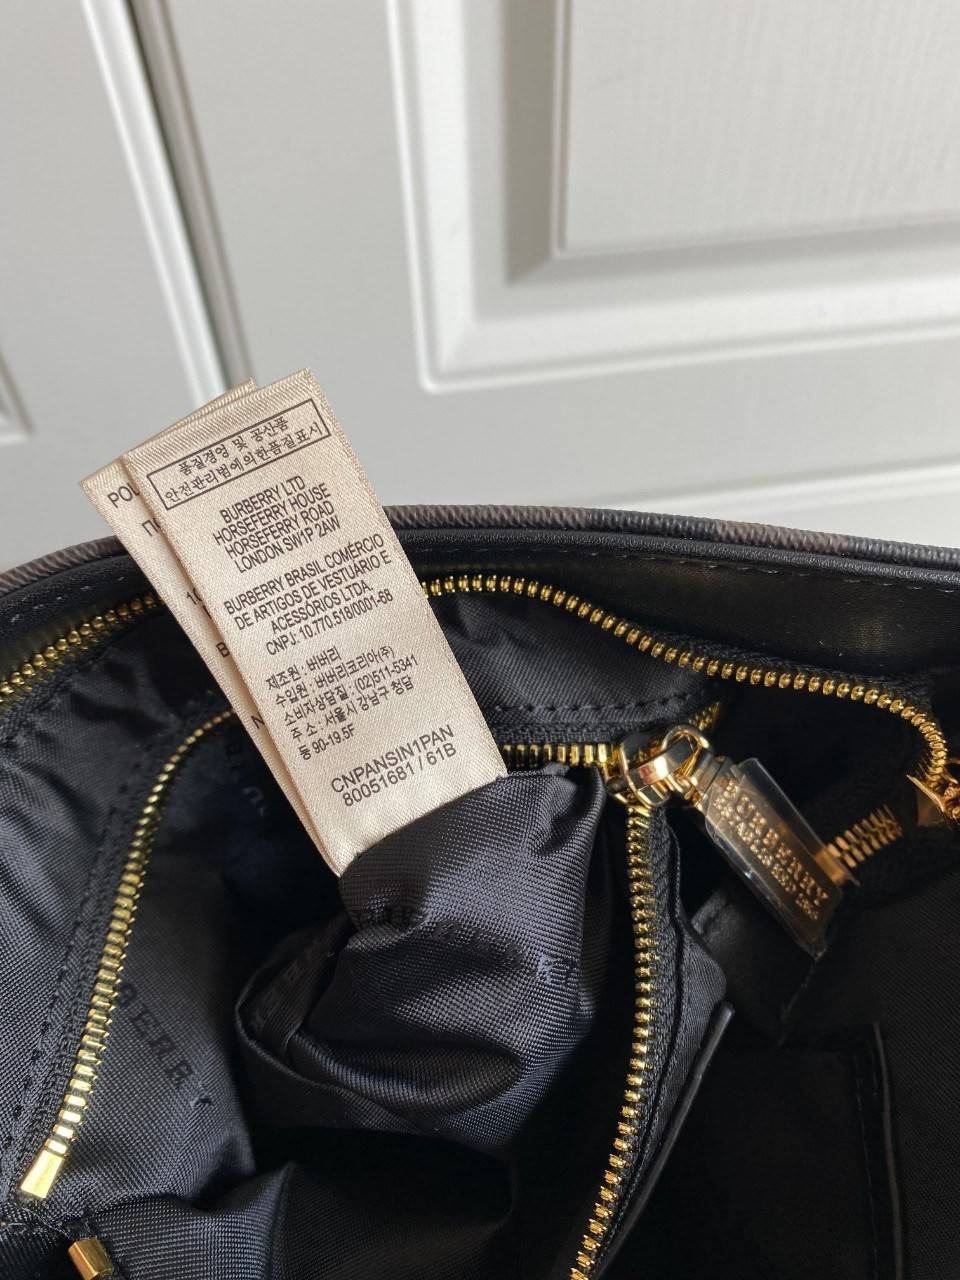 품질경영 및 공산품
안전관리법에의한품질표시
BURBERRY LTD
HORSEFERRY HOUSE
HORSEFERRY ROAD
LONDON SW1P 2AW
BURBERRY BRASIL COMÉRCIO
DE ARTIGOS DE VESTUÁRIO E
ACESSÓRIOS LTDA
CNPJ: 10.770.518/0001-68
제조원 : 버버리
수입원 : 버버리코리아(주)
소비자상담실: (02)511-5341
주소 : 서울시 강남구 청담
동 90-19.5F
CNPANSIN1PAN
80051681 / 61B
POL
BURBERRY
BERRY